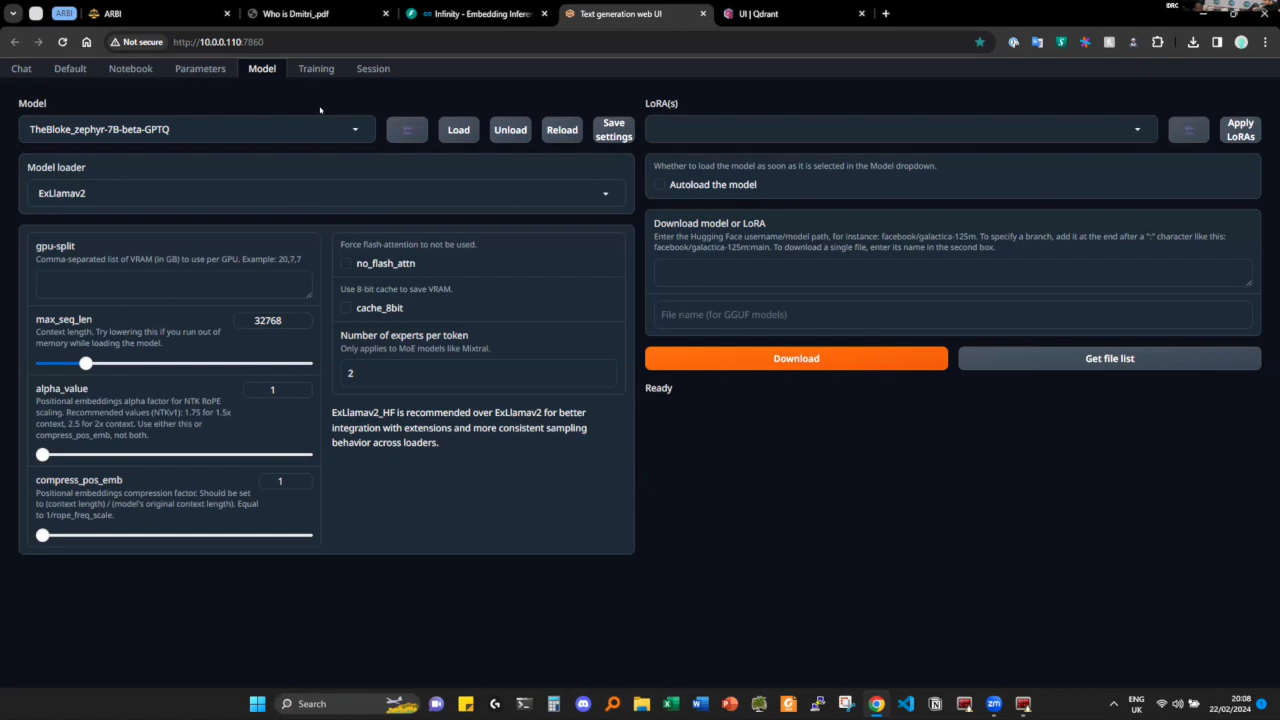 ARBI
ARBI
Who is Dmitri_.pdf
Infinity - Embedding Infere
Text generation web UI
UI | Qdrant
IDRC
Not secure
http://10.0.0.110:7860
Chat
Default
Notebook
Parameters
Model
Training
Session
Model
TheBloke_zephyr-7B-beta-GPTQ
Load
Unload
Reload
Save
settings
Model loader
ExLlamav2
gpu-split
Comma-separated list of VRAM (in GB) to use per GPU. Example: 20,7,7
max_seq_len
32768
Context length. Try lowering this if you run out of
memory while loading the model.
alpha_value
1
Positional embeddings alpha factor for NTK RoPE
scaling. Recommended values (NTKv1): 1.75 for 1.5x
context, 2.5 for 2x context. Use either this or
compress_pos_emb, not both.
compress_pos_emb
1
Positional embeddings compression factor. Should be set
to (context length) / (model's original context length). Equal
to 1/rope_freq_scale.
Force flash-attention to not be used.
no_flash_attn
Use 8-bit cache to save VRAM.
cache_8bit
Number of experts per token
Only applies to MoE models like Mixtral.
2
ExLlamav2_HF is recommended over ExLlamav2 for better
integration with extensions and more consistent sampling
behavior across loaders.
LoRA(s)
Apply
LoRAs
Whether to load the model as soon as it is selected in the Model dropdown.
Autoload the model
Download model or LoRA
Enter the Hugging Face username/model path, for instance: facebook/galactica-125m. To specify a branch, add it at the end after a ":" character like this:
facebook/galactica-125m:main. To download a single file, enter its name in the second box.
File name (for GGUF models)
Download
Get file list
Ready
Search
zm
ENG
UK
20:08
22/02/2024